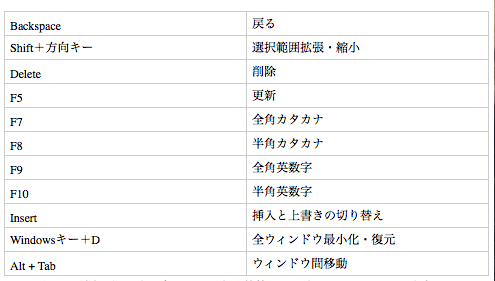 Backspace 戻る
Shift＋方向キー 選択範囲拡張・縮小
Delete 削除
F5 更新
F7 全角カタカナ
F8 半角カタカナ
F9 全角英数字
F10 半角英数字
Insert 挿入と上書きの切り替え
Windowsキー＋D 全ウィンドウ最小化・復元
Alt + Tab ウィンドウ間移動